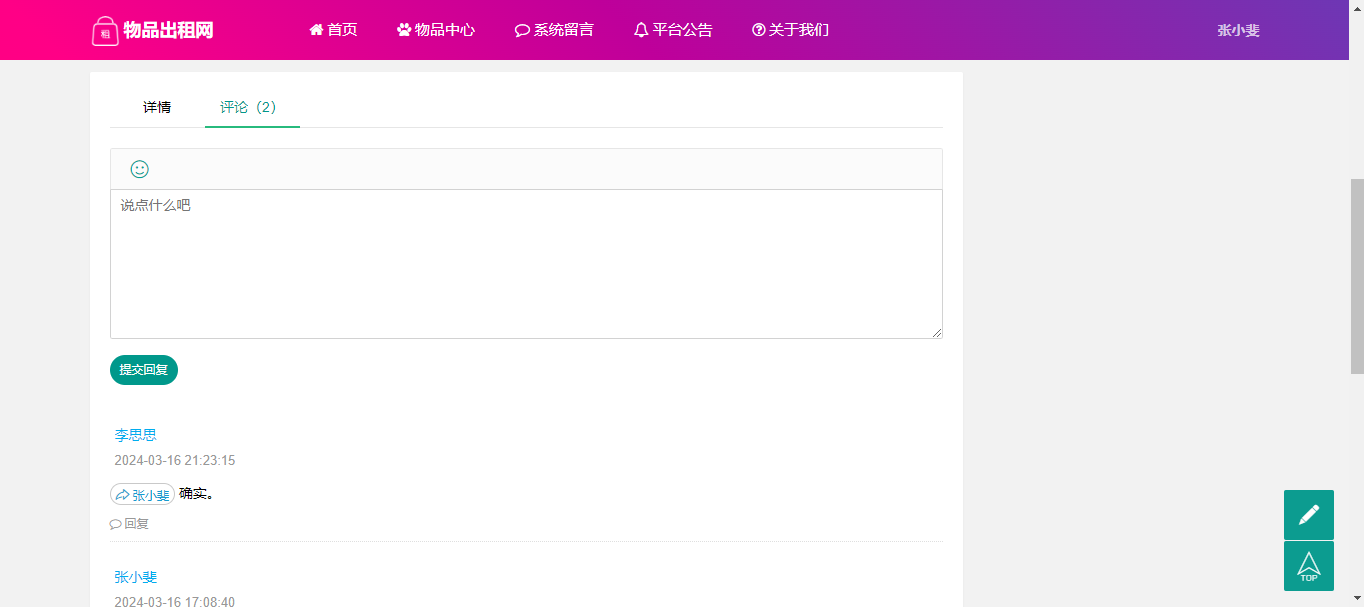 租 物品出租网 首页 物品中心 系统留言 平台公告 关于我们 张小斐
详情 评论（2）
说点什么吧
提交回复
李思思
2024-03-16 21:23:15
张小斐 确实。
回复
张小斐
2024-03-16 17:08:40
TOP